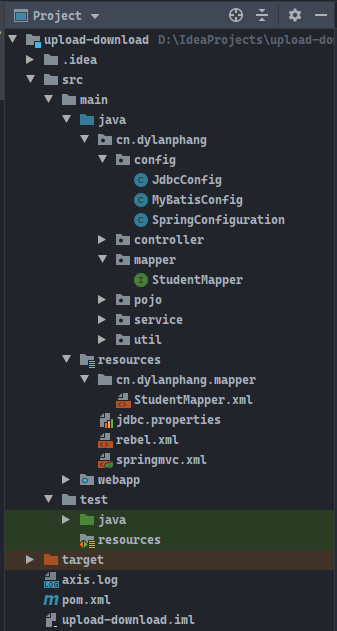 Project
upload-download D:\IdeaProjects\upload-do
.idea
src
main
java
cn.dylanphang
config
JdbcConfig
MyBatisConfig
SpringConfiguration
controller
mapper
StudentMapper
pojo
service
util
resources
cn.dylanphang.mapper
StudentMapper.xml
jdbc.properties
rebel.xml
springmvc.xml
webapp
test
java
resources
target
axis.log
pom.xml
upload-download.iml